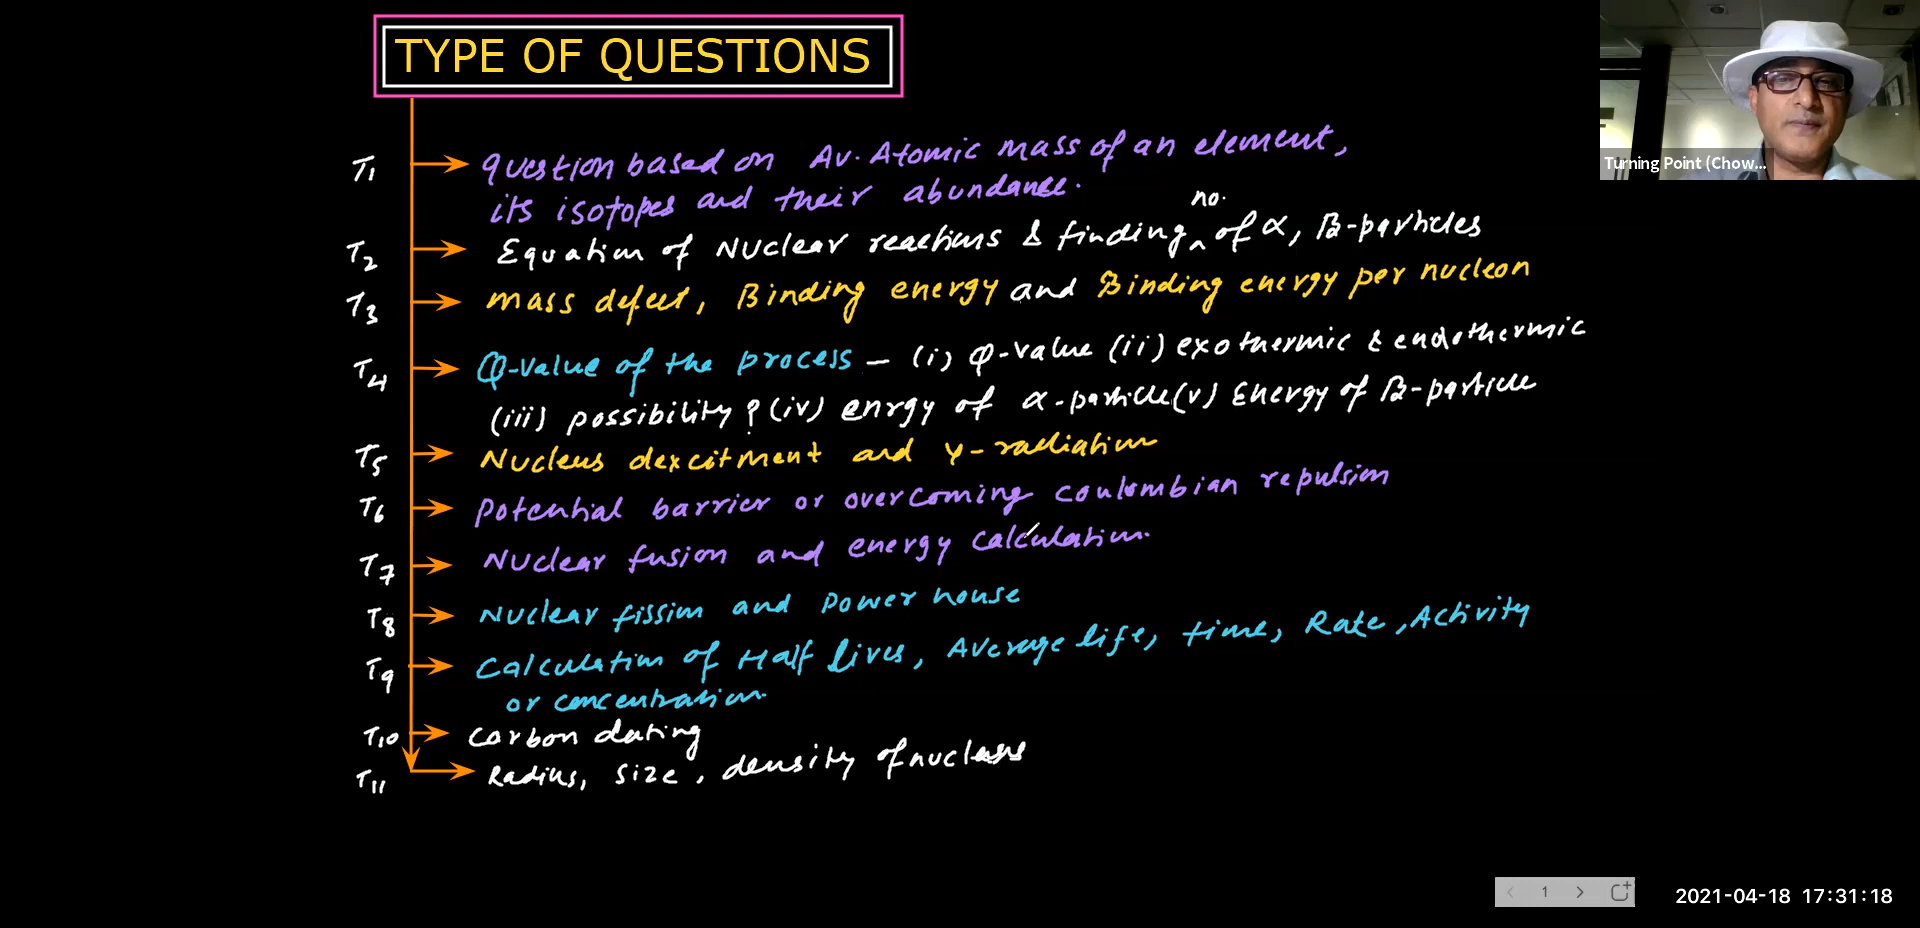 TYPE OF QUESTIONS
T1 question based on Av. Atomic mass of an element,
its isotopes and their abundance.
no.
T2 Equation of Nuclear reactions & finding ^ of α, β-particles
T3 mass defect, Binding energy and Binding energy per nucleon
T4 Q-value of the process – (i) Q-value (ii) exothermic & endothermic
(iii) possibility ? (iv) enrgy of α-particle (v) Energy of β-particle
T5 Nucleus dexcitment and γ-radiation
T6 Potential barrier or overcoming coulombian repulsion
T7 Nuclear fusion and energy calculation.
T8 Nuclear fission and power house
T9 Calculation of Half lives, Average life, time, Rate, Activity
or concentration.
T10 Carbon dating
T11 Radius, size, density of nucleus
Turning Point (Chow...
1
2021-04-18 17:31:18